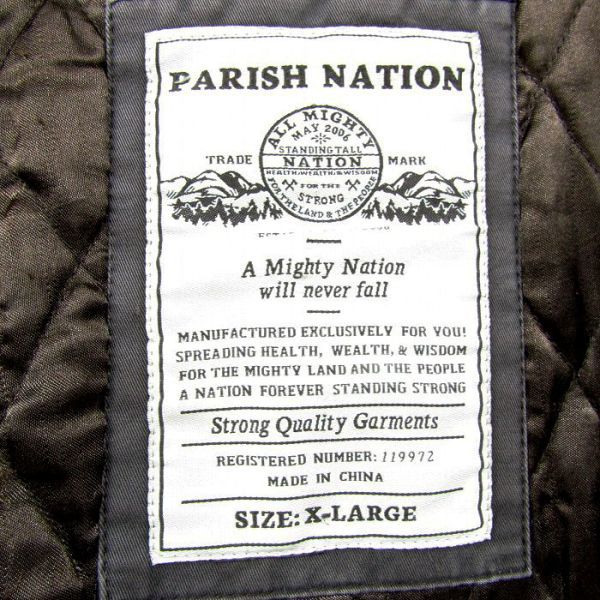 PARISH NATION
ALL MIGHTY
MAY 2006
STANDING TALL
TRADE
NATION
MARK
HEALTH, WEALTH, & WISDOM
FOR THE
STRONG
FOR THE LAND & THE PEOPLE
A Mighty Nation
will never fall
MANUFACTURED EXCLUSIVELY FOR YOU!
SPREADING HEALTH, WEALTH, & WISDOM
FOR THE MIGHTY LAND AND THE PEOPLE
A NATION FOREVER STANDING STRONG
Strong Quality Garments
REGISTERED NUMBER: 119972
MADE IN CHINA
SIZE: X-LARGE